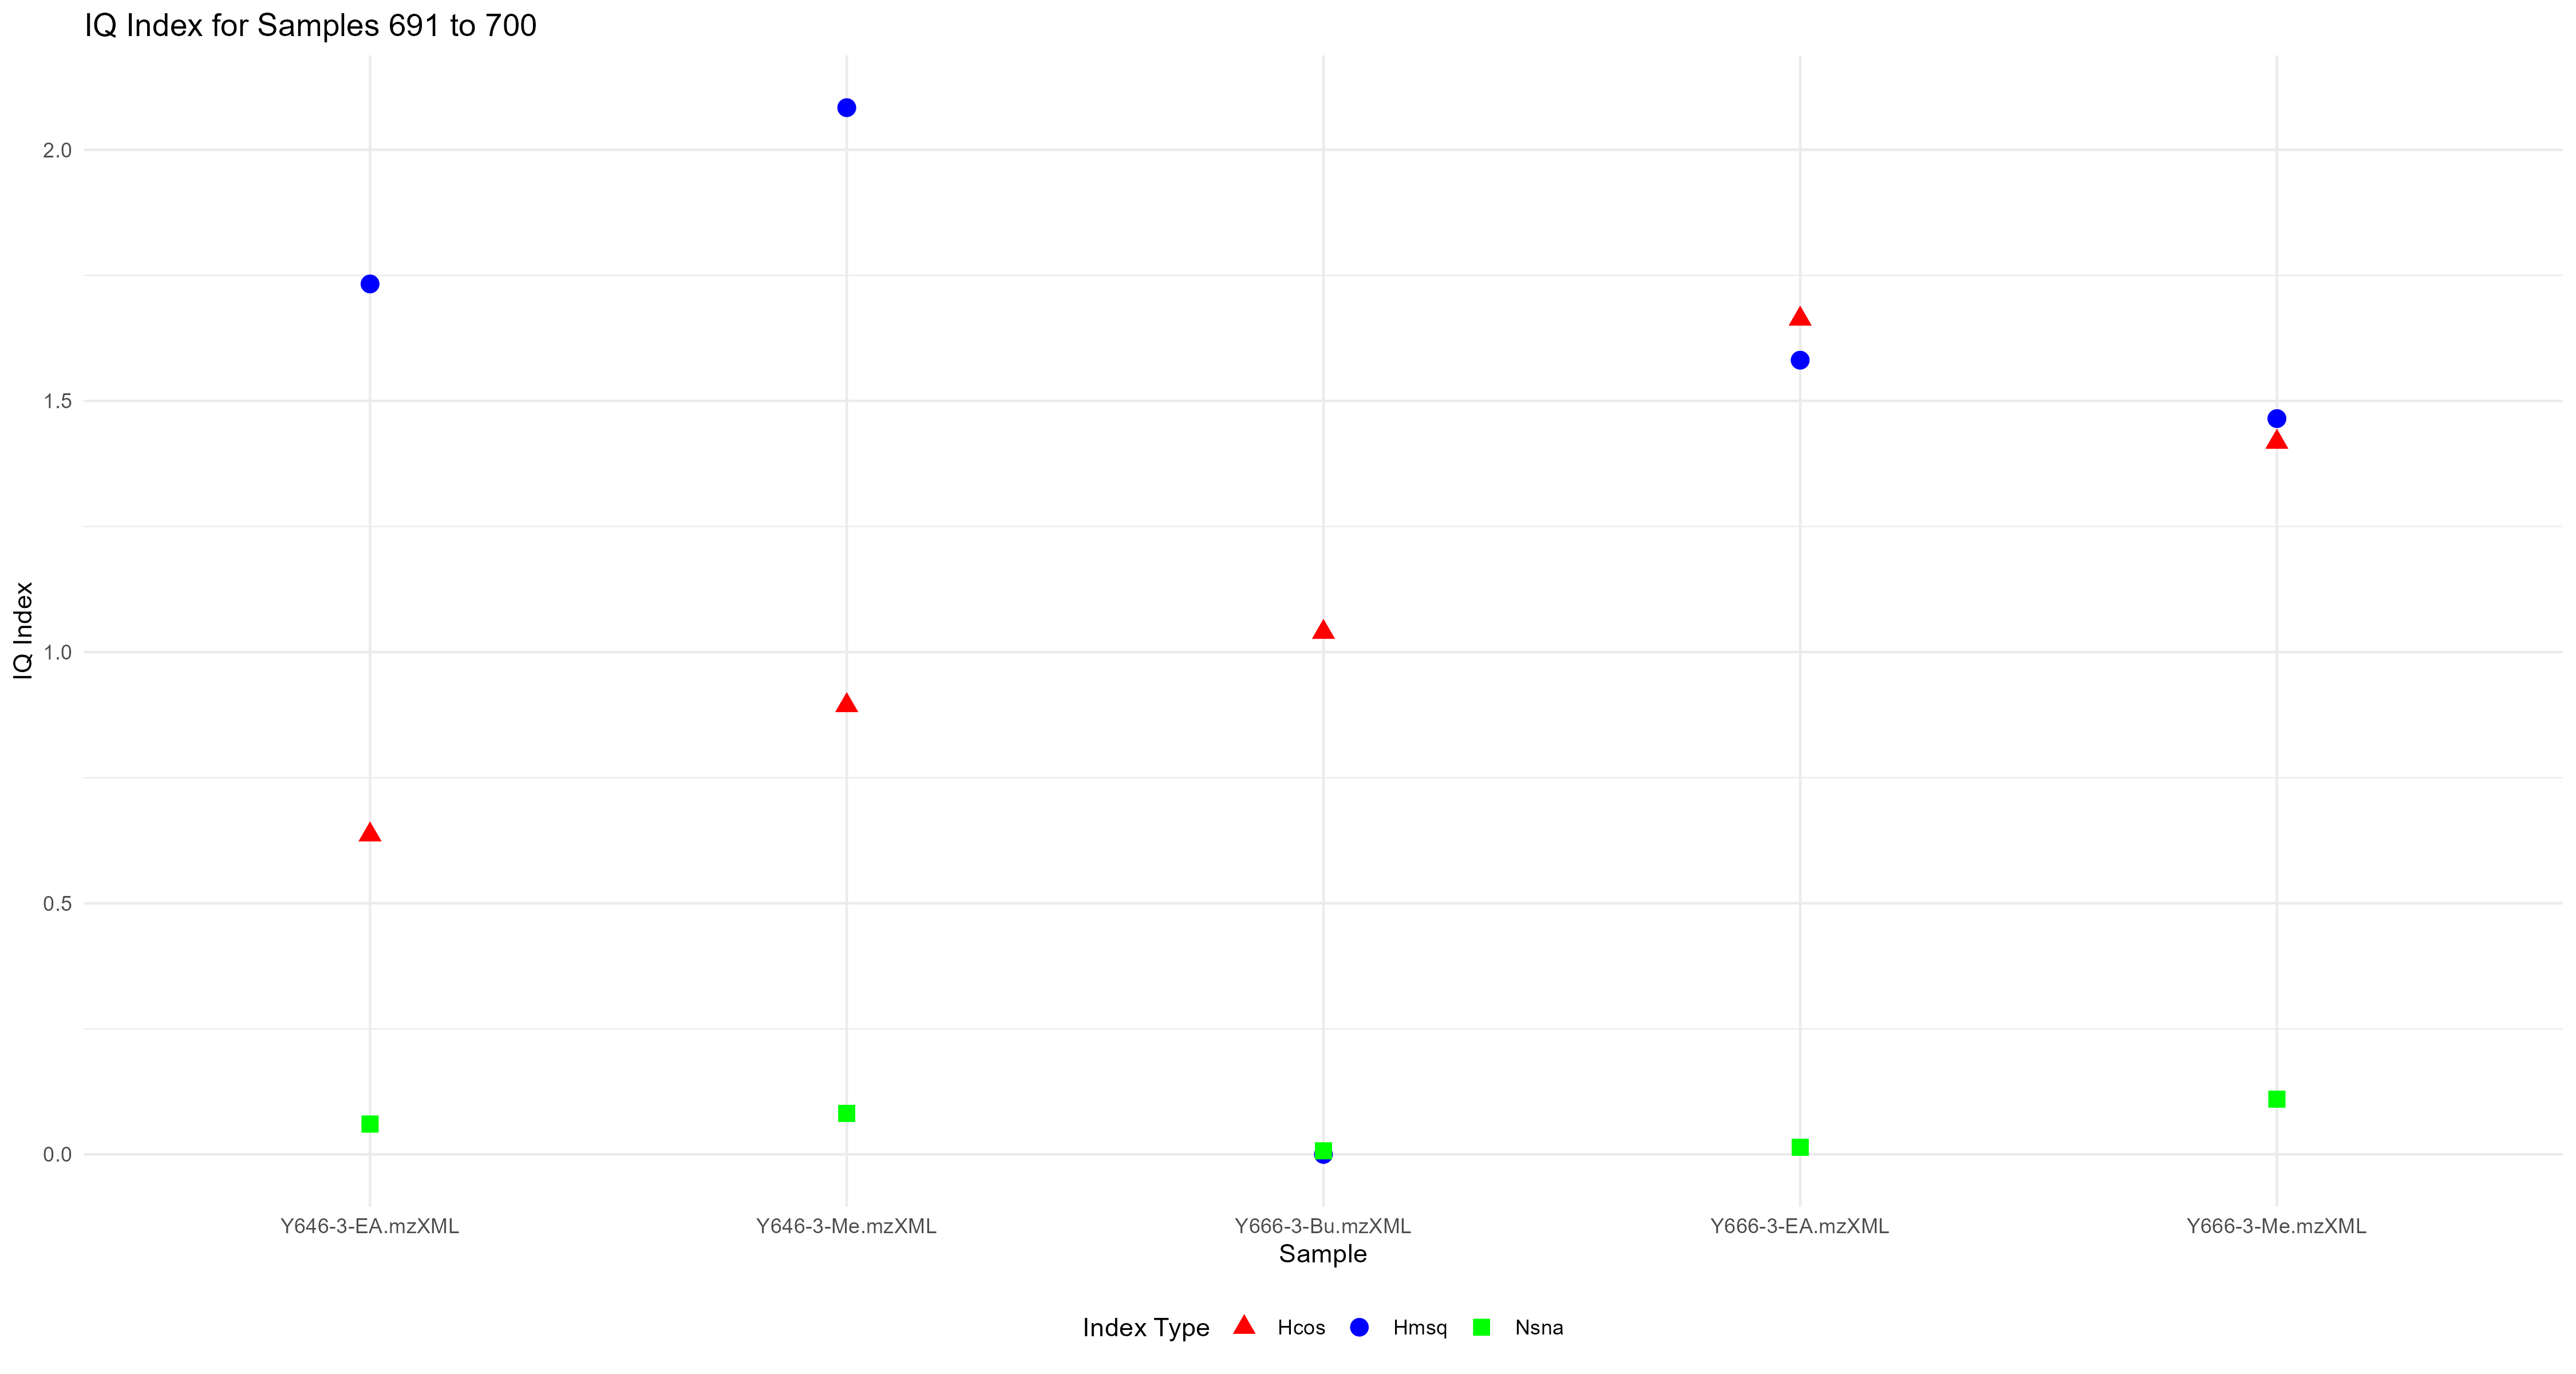 IQ Index for Samples 691 to 700
IQ Index
2.0
1.5
1.0
0.5
0.0
Y646-3-EA.mzXML Y646-3-Me.mzXML Y666-3-Bu.mzXML Y666-3-EA.mzXML Y666-3-Me.mzXML
Sample
Index Type Hcos Hmsq Nsna